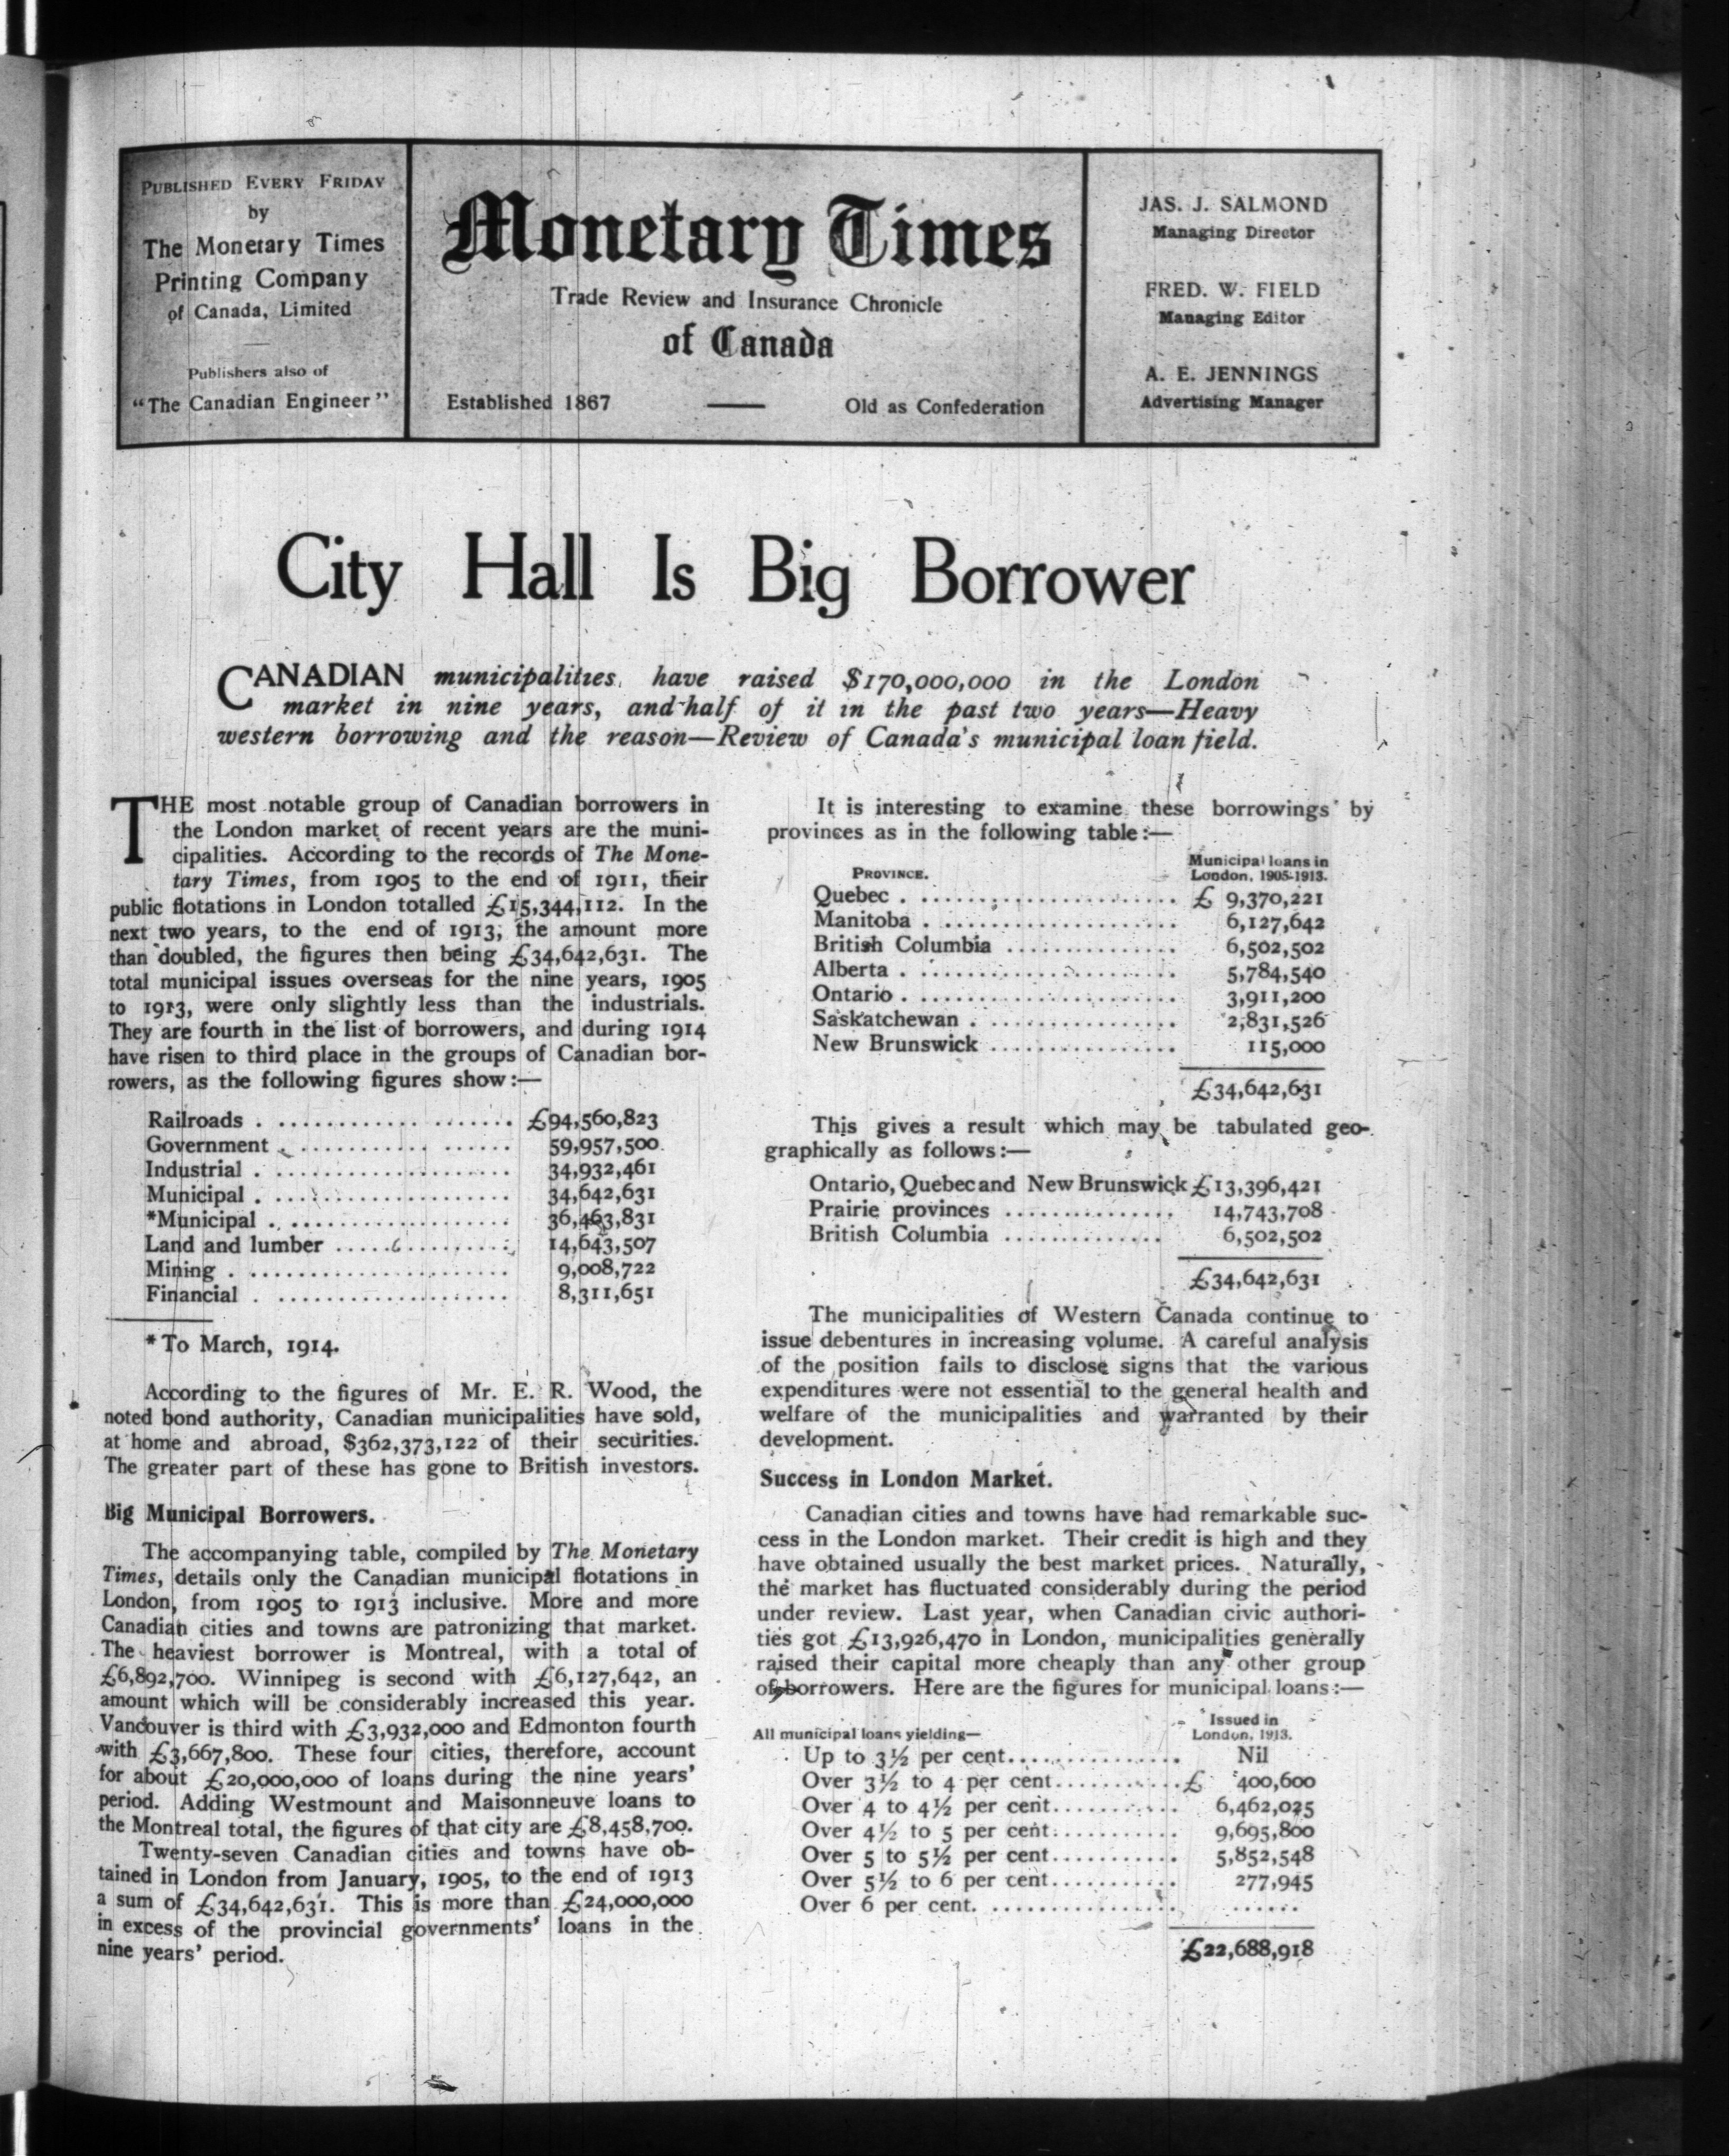 PUBLISHED EVERY FRIDAY
by
The Monetary Times
Printing Company
of Canada, Limited
Publishers also of
"The Canadian Engineer"
Monetary Times
Trade Review and Insurance Chronicle
of Canada
Established 1867 — Old as Confederation
JAS. J. SALMOND
Managing Director
FRED. W. FIELD
Managing Editor
A. E. JENNINGS
Advertising Manager
City Hall Is Big Borrower
CANADIAN municipalities have raised $170,000,000 in the London
market in nine years, and half of it in the past two years—Heavy
western borrowing and the reason—Review of Canada's municipal loan field.
THE most notable group of Canadian borrowers in
the London market of recent years are the muni-
cipalities. According to the records of The Mone-
tary Times, from 1905 to the end of 1911, their
public flotations in London totalled £15,344,112. In the
next two years, to the end of 1913, the amount more
than doubled, the figures then being £34,642,631. The
total municipal issues overseas for the nine years, 1905
to 1913, were only slightly less than the industrials.
They are fourth in the list of borrowers, and during 1914
have risen to third place in the groups of Canadian bor-
rowers, as the following figures show:—
Railroads . .................... £94,560,823
Government . ................... 59,957,500
Industrial . ..................... 34,932,461
Municipal . ..................... 34,642,631
*Municipal . .................... 36,463,831
Land and lumber ................ 14,643,507
Mining . ....................... 9,008,722
Financial . ..................... 8,311,651
*To March, 1914.
According to the figures of Mr. E. R. Wood, the
noted bond authority, Canadian municipalities have sold,
at home and abroad, $362,373,122 of their securities.
The greater part of these has gone to British investors.
Big Municipal Borrowers.
The accompanying table, compiled by The Monetary
Times, details only the Canadian municipal flotations in
London, from 1905 to 1913 inclusive. More and more
Canadian cities and towns are patronizing that market.
The heaviest borrower is Montreal, with a total of
£6,892,700. Winnipeg is second with £6,127,642, an
amount which will be considerably increased this year.
Vancouver is third with £3,932,000 and Edmonton fourth
with £3,667,800. These four cities, therefore, account
for about £20,000,000 of loans during the nine years'
period. Adding Westmount and Maisonneuve loans to
the Montreal total, the figures of that city are £8,458,700.
Twenty-seven Canadian cities and towns have ob-
tained in London from January, 1905, to the end of 1913
a sum of £34,642,631. This is more than £24,000,000
in excess of the provincial governments' loans in the
nine years' period.
It is interesting to examine these borrowings by
provinces as in the following table:—
PROVINCE. Municipal loans in
London, 1905-1913.
Quebec . ....................... £ 9,370,221
Manitoba . ..................... 6,127,642
British Columbia ............... 6,502,502
Alberta . ....................... 5,784,540
Ontario . ....................... 3,911,200
Saskatchewan . ................. 2,831,526
New Brunswick ................. 115,000
£34,642,631
This gives a result which may be tabulated geo-
graphically as follows:—
Ontario, Quebec and New Brunswick £13,396,421
Prairie provinces ............... 14,743,708
British Columbia .............. 6,502,502
£34,642,631
The municipalities of Western Canada continue to
issue debentures in increasing volume. A careful analysis
of the position fails to disclose signs that the various
expenditures were not essential to the general health and
welfare of the municipalities and warranted by their
development.
Success in London Market.
Canadian cities and towns have had remarkable suc-
cess in the London market. Their credit is high and they
have obtained usually the best market prices. Naturally,
the market has fluctuated considerably during the period
under review. Last year, when Canadian civic authori-
ties got £13,926,470 in London, municipalities generally
raised their capital more cheaply than any other group
of borrowers. Here are the figures for municipal loans:—
All municipal loans yielding— Issued in
London, 1913.
Up to 3½ per cent............... Nil
Over 3½ to 4 per cent........... £ 400,600
Over 4 to 4½ per cent........... 6,462,025
Over 4½ to 5 per cent........... 9,695,800
Over 5 to 5½ per cent........... 5,852,548
Over 5½ to 6 per cent........... 277,945
Over 6 per cent. ................ ......
£22,688,918